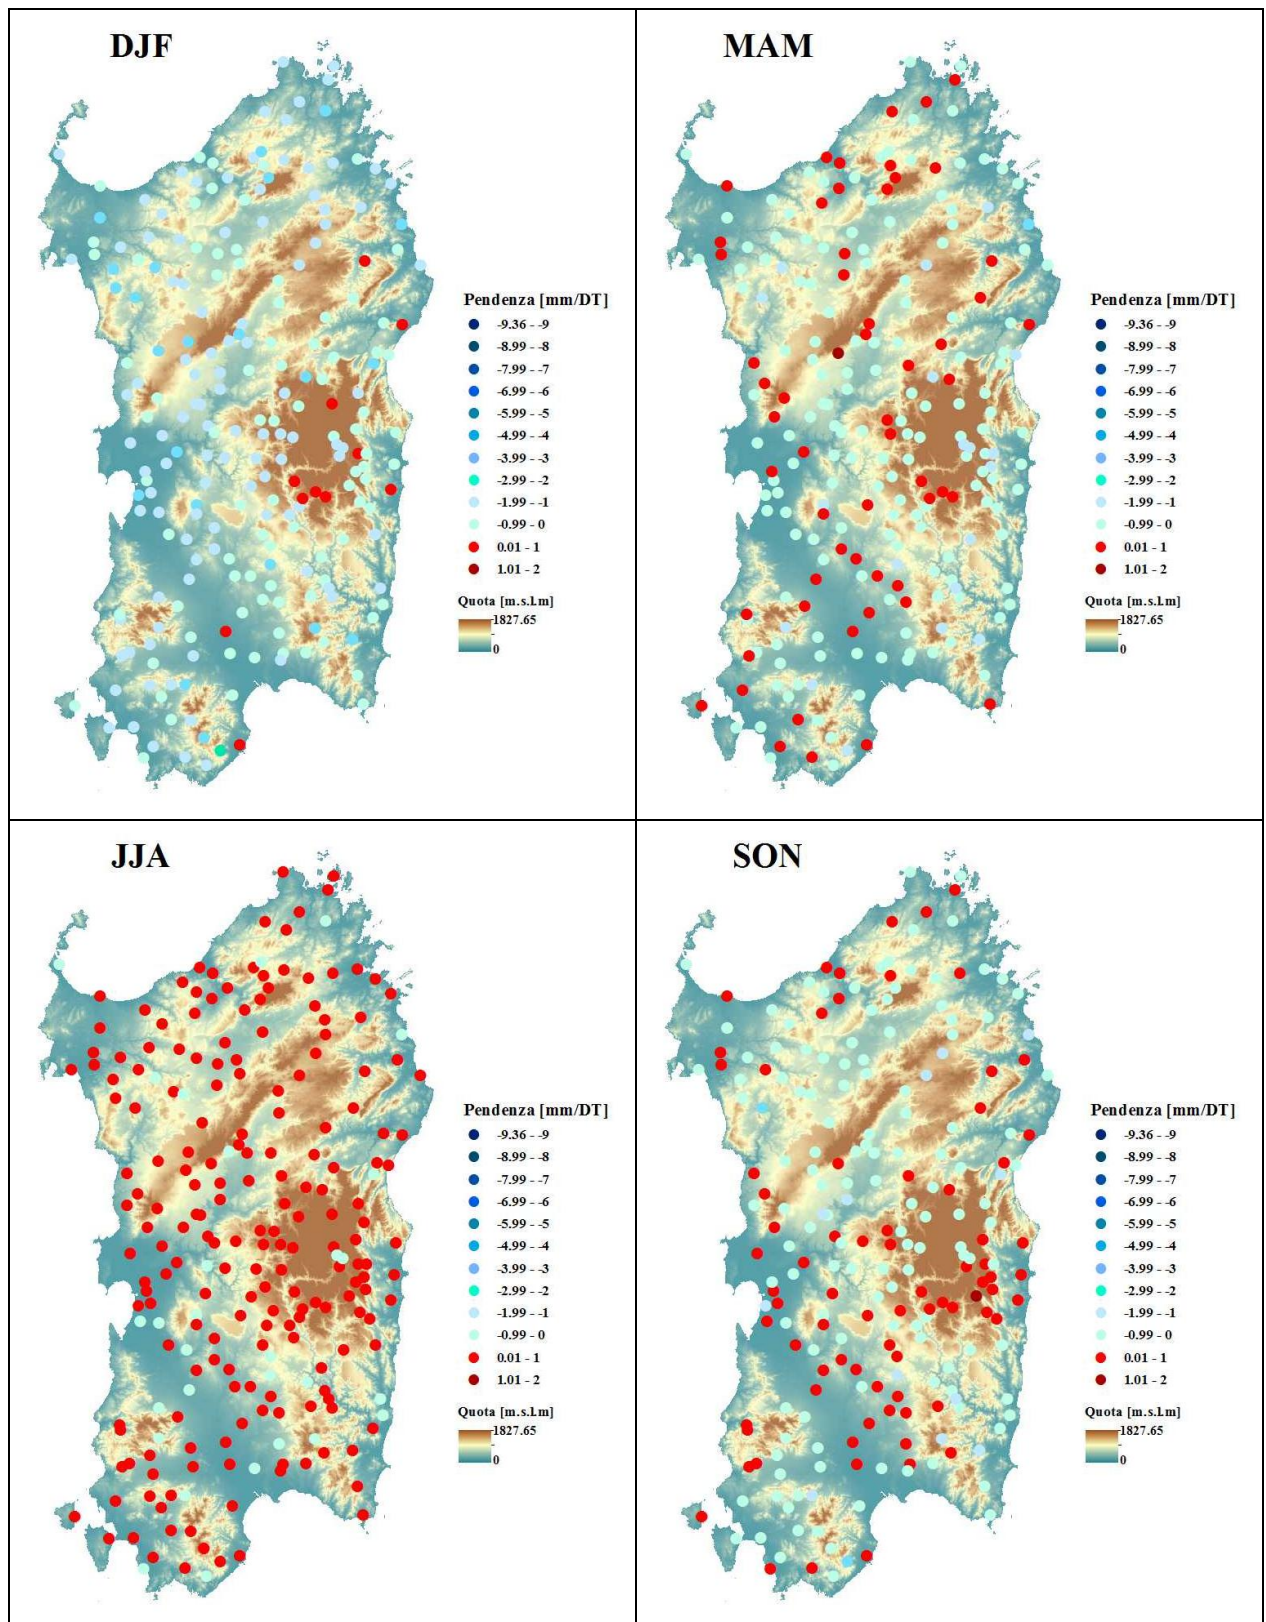 DJF
Pendenza [mm/DT]
-9.36 - -9
-8.99 - -8
-7.99 - -7
-6.99 - -6
-5.99 - -5
-4.99 - -4
-3.99 - -3
-2.99 - -2
-1.99 - -1
-0.99 - 0
0.01 - 1
1.01 - 2
Quota [m.s.l.m]
1827.65
0
MAM
Pendenza [mm/DT]
-9.36 - -9
-8.99 - -8
-7.99 - -7
-6.99 - -6
-5.99 - -5
-4.99 - -4
-3.99 - -3
-2.99 - -2
-1.99 - -1
-0.99 - 0
0.01 - 1
1.01 - 2
Quota [m.s.l.m]
1827.65
0
JJA
Pendenza [mm/DT]
-9.36 - -9
-8.99 - -8
-7.99 - -7
-6.99 - -6
-5.99 - -5
-4.99 - -4
-3.99 - -3
-2.99 - -2
-1.99 - -1
-0.99 - 0
0.01 - 1
1.01 - 2
Quota [m.s.l.m]
1827.65
0
SON
Pendenza [mm/DT]
-9.36 - -9
-8.99 - -8
-7.99 - -7
-6.99 - -6
-5.99 - -5
-4.99 - -4
-3.99 - -3
-2.99 - -2
-1.99 - -1
-0.99 - 0
0.01 - 1
1.01 - 2
Quota [m.s.l.m]
1827.65
0